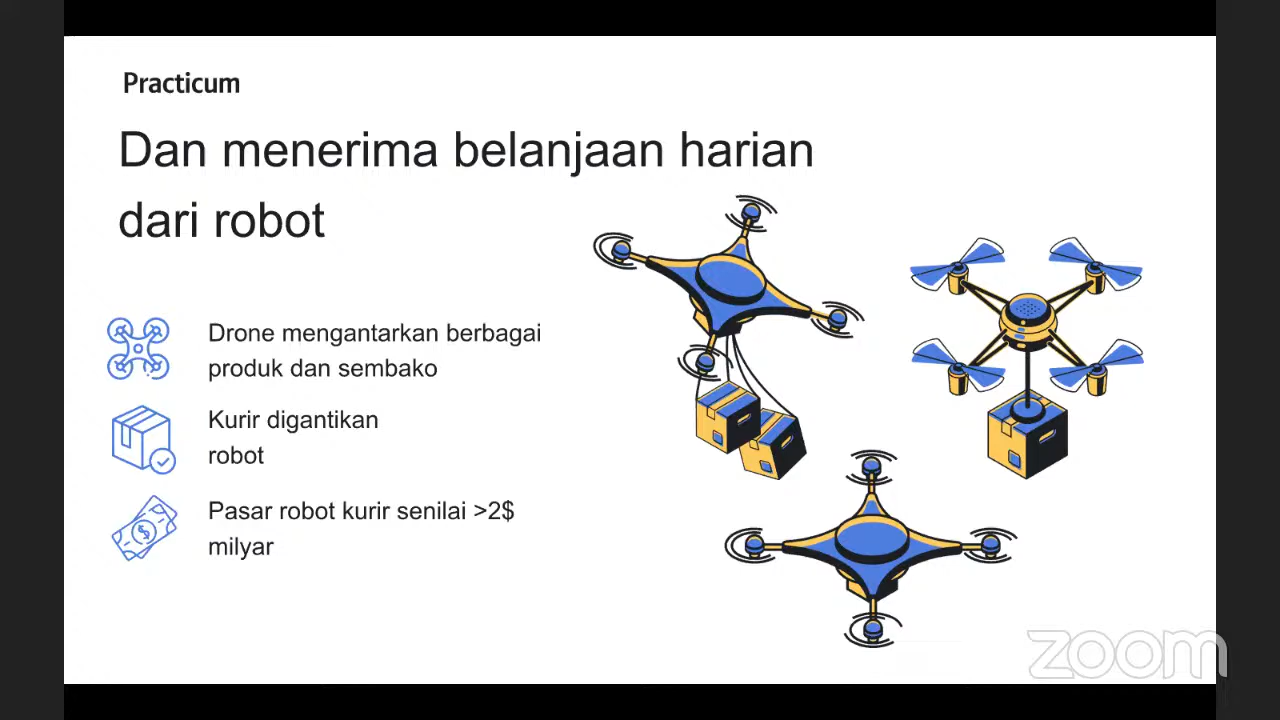 Practicum
Dan menerima belanjaan harian
dari robot
Drone mengantarkan berbagai
produk dan sembako
Kurir digantikan
robot
Pasar robot kurir senilai >2$
milyar
zoom